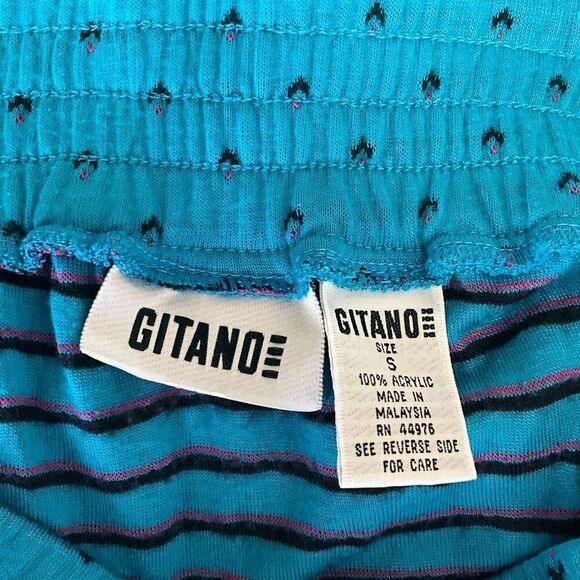 GITANO
GITANO
SIZE
S
100% ACRYLIC
MADE IN
MALAYSIA
RN 44976
SEE REVERSE SIDE
FOR CARE